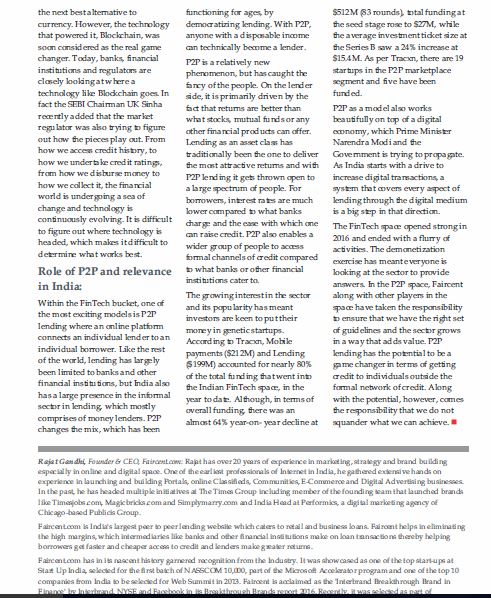 the next best alternative to
currency. However, the technology
that powered it, Blockchain, was
soon considered as the real game
changer. Today, banks, financial
institutions and regulators are
closely looking at where a
technology like Blockchain goes. In
fact the SEBI Chairman UK Sinha
recently added that the market
regulator was also trying to figure
out how the pieces play out. From
how we access credit history, to
how we undertake credit ratings,
from how we disburse money to
how we collect it, the financial
world is undergoing a sea of
change and technology is
continuously evolving. It is difficult
to figure out where technology is
headed, which makes it difficult to
determine what works best.
Role of P2P and relevance
in India:
Within the FinTech bucket, one of
the most exciting models is P2P
lending where an online platform
connects an individual lender to an
individual borrower. Like the rest
of the world, lending has largely
been limited to banks and other
financial institutions, but India also
has a large presence in the informal
sector in lending, which mostly
comprises of money lenders. P2P
changes the mix, which has been
functioning for ages, by
democratizing lending. With P2P,
anyone with a disposable income
can technically become a lender.
P2P is a relatively new
phenomenon, but has caught the
fancy of the people. On the lender
side, it is primarily driven by the
fact that returns are better than
what stocks, mutual funds or any
other financial products can offer.
Lending as an asset class has
traditionally been the one to deliver
the most attractive returns and with
P2P lending it gets thrown open to
a large spectrum of people. For
borrowers, interest rates are much
lower compared to what banks
charge and the ease with which one
can raise credit. P2P also enables a
wider group of people to access
formal channels of credit compared
to what banks or other financial
institutions cater to.
The growing interest in the sector
and its popularity has meant
investors are keen to put their
money in genetic startups.
According to Tracxn, Mobile
payments ($212M) and Lending
($199M) accounted for nearly 80%
of the total funding that went into
the Indian FinTech space, in the
year to date. Although, in terms of
overall funding, there was an
almost 64% year-on- year decline at
$512M (83 rounds), total funding at
the seed stage rose to $27M, while
the average investment ticket size at
the Series B saw a 24% increase at
$15.4M. As per Tracxn, there are 19
startups in the P2P marketplace
segment and five have been
funded.
P2P as a model also works
beautifully on top of a digital
economy, which Prime Minister
Narendra Modi and the
Government is trying to propagate.
As India starts with a drive to
increase digital transactions, a
system that covers every aspect of
lending through the digital medium
is a big step in that direction.
The FinTech space opened strong in
2016 and ended with a flurry of
activities. The demonetization
exercise has meant everyone is
looking at the sector to provide
answers. In the P2P space, Faircent
along with other players in the
space have taken the responsibility
to ensure that we have the right set
of guidelines and the sector grows
in a way that adds value. P2P
lending has the potential to be a
game changer in terms of getting
credit to individuals outside the
formal network of credit. Along
with the potential, however, comes
the responsibility that we do not
squander what we can achieve.
Rajat Gandhi, Founder & CEO, Faircent.com: Rajat has over 20 years of experience in marketing, strategy and brand building
especially in online and digital space. One of the earliest professionals of Internet in India, he gathered extensive hands on
experience in launching and building Portals, online Classifieds, Communities, E-Commerce and Digital Advertising businesses.
In the past, he has headed multiple initiatives at The Times Group including member of the founding team that launched brands
like Timesjobs.com, Magicbricks.com and Simplymarry.com and India Head at Performics, a digital marketing agency of
Chicago-based Publicis Group.
Faircent.com is India's largest peer to peer lending website which caters to retail and business loans. Faircent helps in eliminating
the high margins, which intermediaries like banks and other financial institutions make on loan transactions thereby helping
borrowers get faster and cheaper access to credit and lenders make greater returns.
Faircent.com has in its nascent history garnered recognition from the Industry. It was showcased as one of the top start-ups at
Start Up India, selected for the first batch of NASSCOM 10,000, part of the Microsoft Accelerator program and one of the top 10
companies from India to be selected for Web Summit in 2013. Faircent is acclaimed as the 'Interbrand Breakthrough Brand in
Finance' by Interbrand, NYSE and Facebook in its Breakthrough Brands report 2016. Recently, it was selected as part of